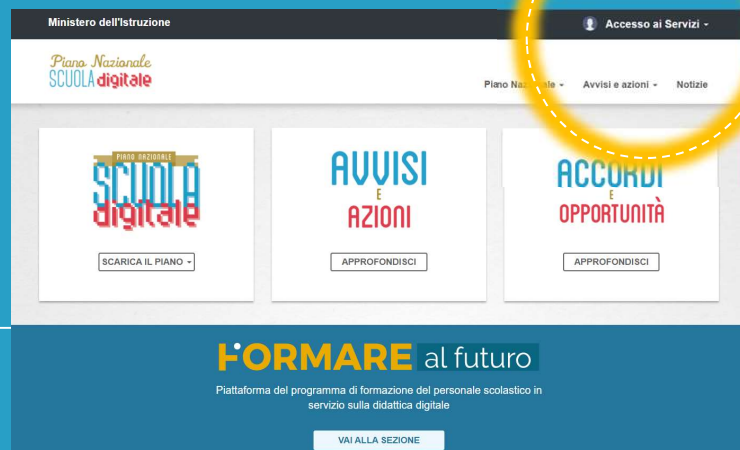 Ministero dell'Istruzione
Accesso ai Servizi
Piano Nazionale
SCUOLA digitale
Piano Nazionale
Avvisi e azioni
Notizie
PIANO NAZIONALE
SCUOLA
digitale
SCARICA IL PIANO
AVVISI
E
AZIONI
APPROFONDISCI
ACCORDI
E
OPPORTUNITÀ
APPROFONDISCI
FORMARE al futuro
Piattaforma del programma di formazione del personale scolastico in
servizio sulla didattica digitale
VAI ALLA SEZIONE